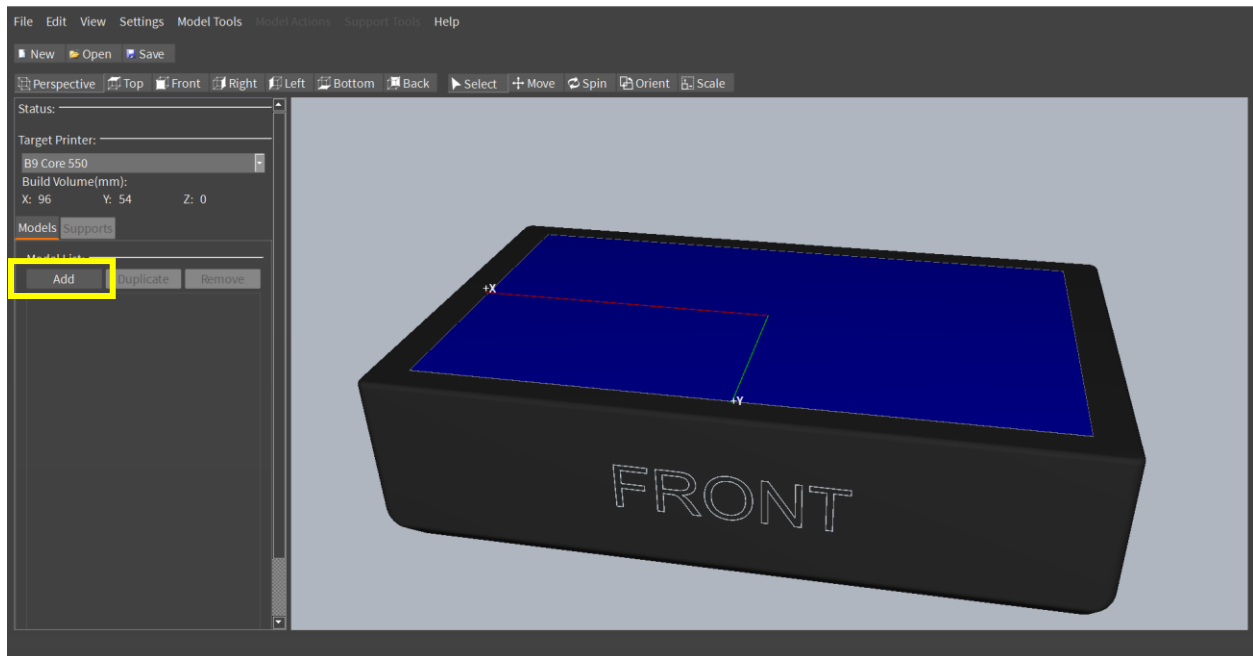 File Edit View Settings Model Tools Model Actions Support Tools Help
New Open Save
Perspective Top Front Right Left Bottom Back Select Move Spin Orient Scale
Status:
Target Printer:
B9 Core 550
Build Volume(mm):
X: 96 Y: 54 Z: 0
Models Supports
Model List:
Add Duplicate Remove
+X
+Y
FRONT